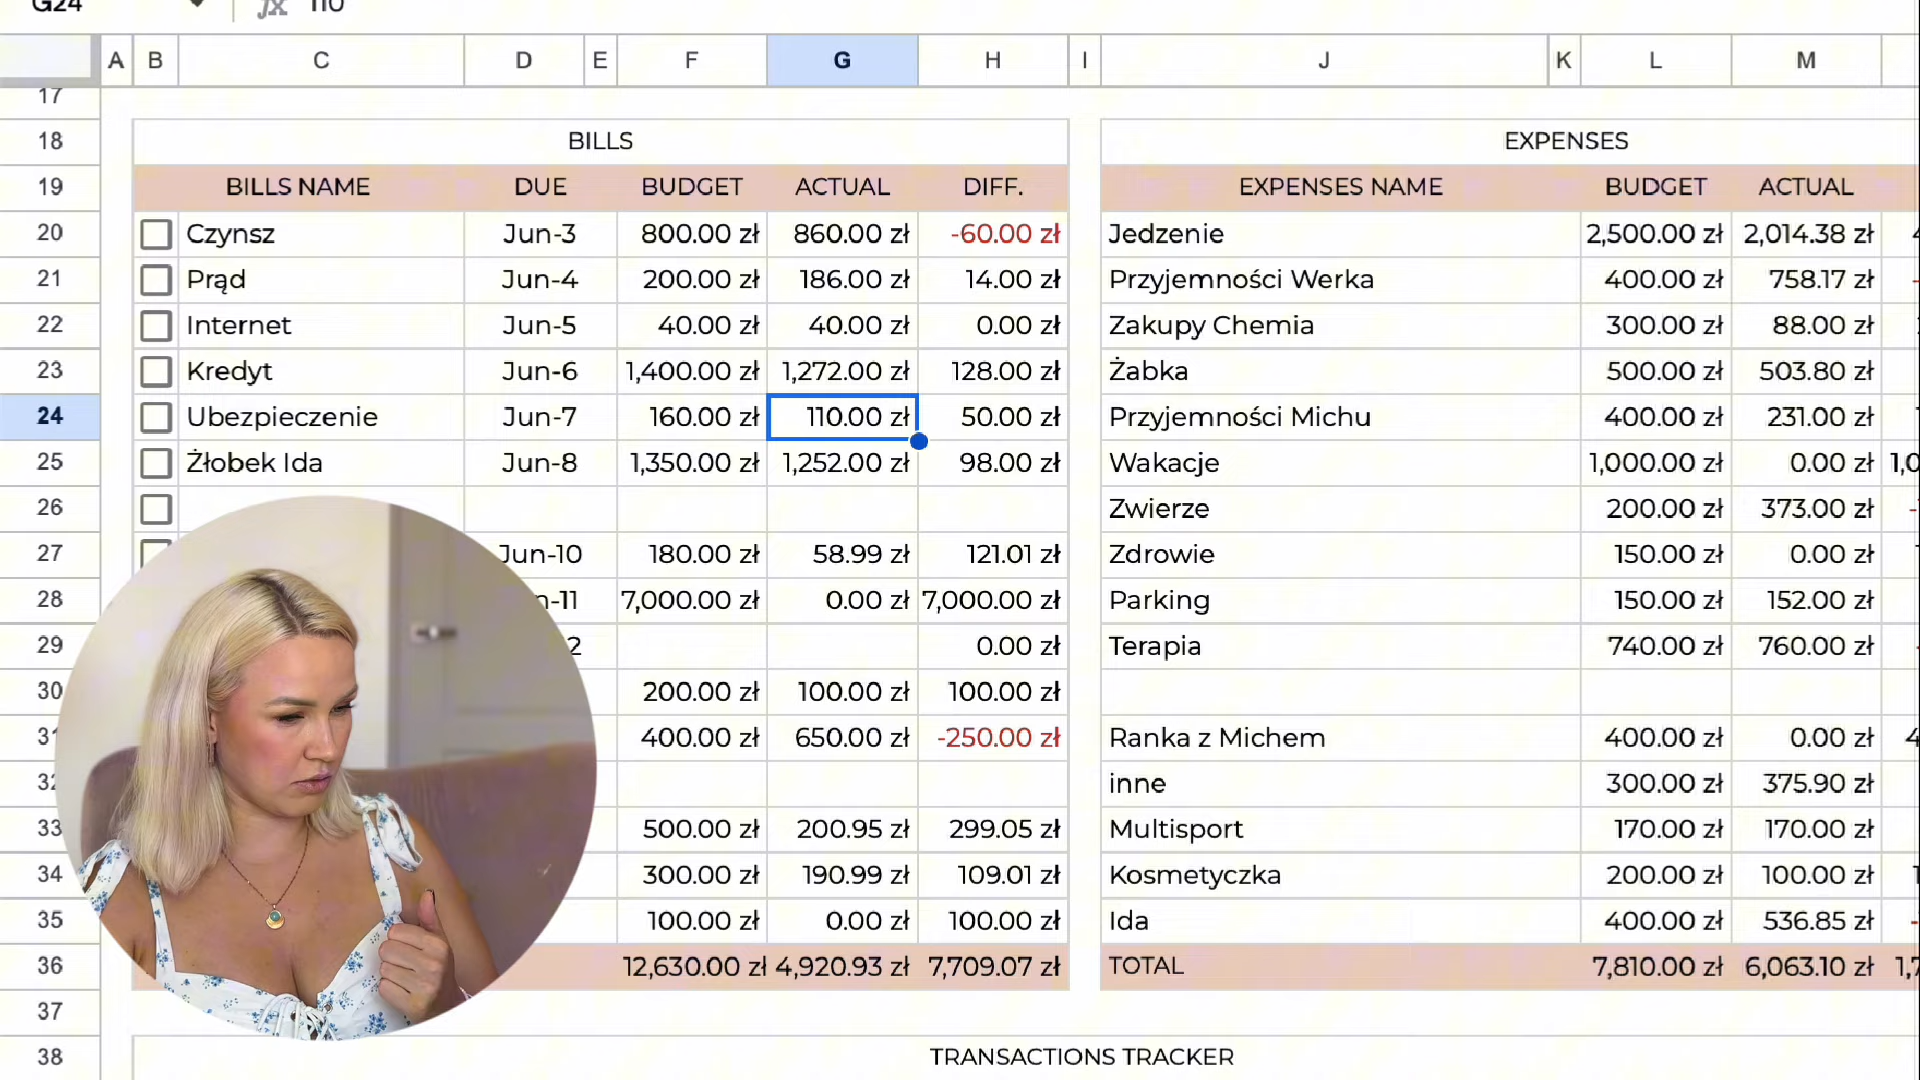 G24 fx 110
A B C D E F G H I J K L M
17
18 BILLS EXPENSES
19 BILLS NAME DUE BUDGET ACTUAL DIFF. EXPENSES NAME BUDGET ACTUAL
20 Czynsz Jun-3 800.00 zł 860.00 zł -60.00 zł Jedzenie 2,500.00 zł 2,014.38 zł
21 Prąd Jun-4 200.00 zł 186.00 zł 14.00 zł Przyjemności Werka 400.00 zł 758.17 zł
22 Internet Jun-5 40.00 zł 40.00 zł 0.00 zł Zakupy Chemia 300.00 zł 88.00 zł
23 Kredyt Jun-6 1,400.00 zł 1,272.00 zł 128.00 zł Żabka 500.00 zł 503.80 zł
24 Ubezpieczenie Jun-7 160.00 zł 110.00 zł 50.00 zł Przyjemności Michu 400.00 zł 231.00 zł
25 Żłobek Ida Jun-8 1,350.00 zł 1,252.00 zł 98.00 zł Wakacje 1,000.00 zł 0.00 zł 1,0
26 Zwierze 200.00 zł 373.00 zł
27 Jun-10 180.00 zł 58.99 zł 121.01 zł Zdrowie 150.00 zł 0.00 zł
28 n-11 7,000.00 zł 0.00 zł 7,000.00 zł Parking 150.00 zł 152.00 zł
29 2 0.00 zł Terapia 740.00 zł 760.00 zł
30 200.00 zł 100.00 zł 100.00 zł
31 400.00 zł 650.00 zł -250.00 zł Ranka z Michem 400.00 zł 0.00 zł 4
32 inne 300.00 zł 375.90 zł
33 500.00 zł 200.95 zł 299.05 zł Multisport 170.00 zł 170.00 zł
34 300.00 zł 190.99 zł 109.01 zł Kosmetyczka 200.00 zł 100.00 zł
35 100.00 zł 0.00 zł 100.00 zł Ida 400.00 zł 536.85 zł
36 12,630.00 zł 4,920.93 zł 7,709.07 zł TOTAL 7,810.00 zł 6,063.10 zł 1,7
37
38 TRANSACTIONS TRACKER